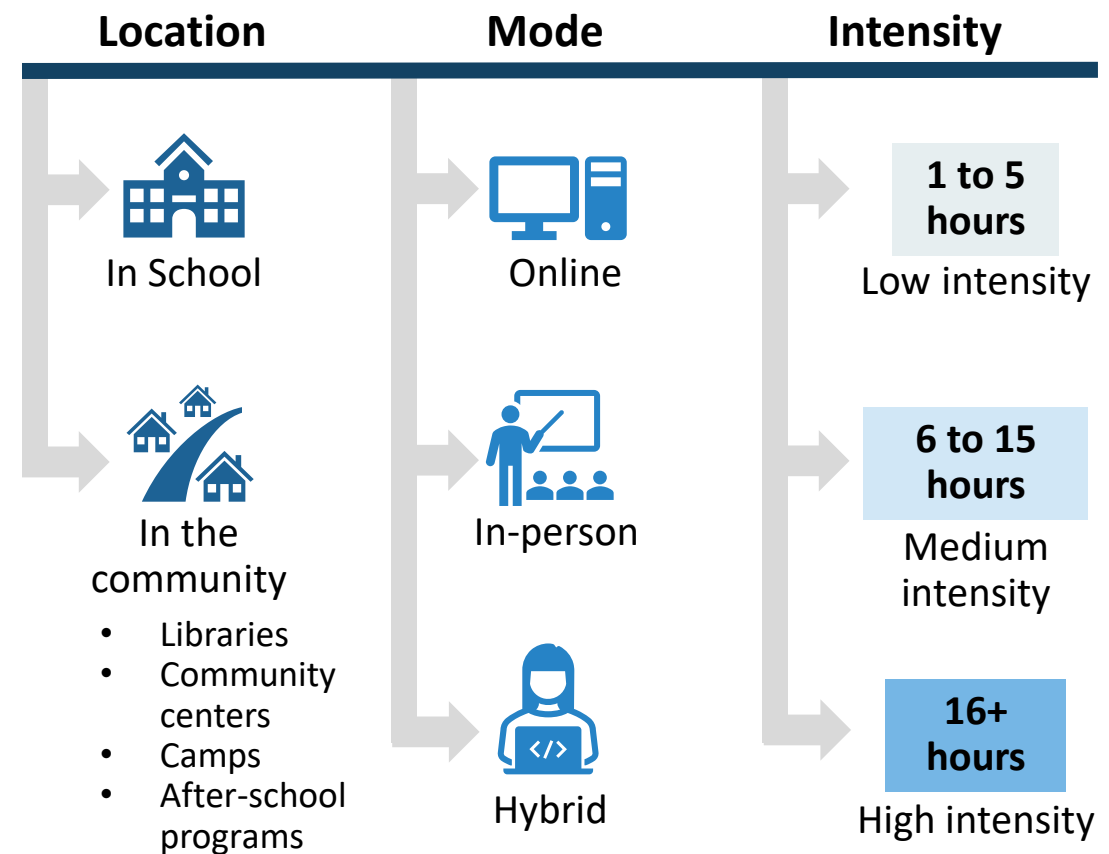 Location
Mode
Intensity
In School
In the
community
• Libraries
• Community
centers
• Camps
• After-school
programs
Online
In-person
</>
Hybrid
1 to 5
hours
Low intensity
6 to 15
hours
Medium
intensity
16+
hours
High intensity